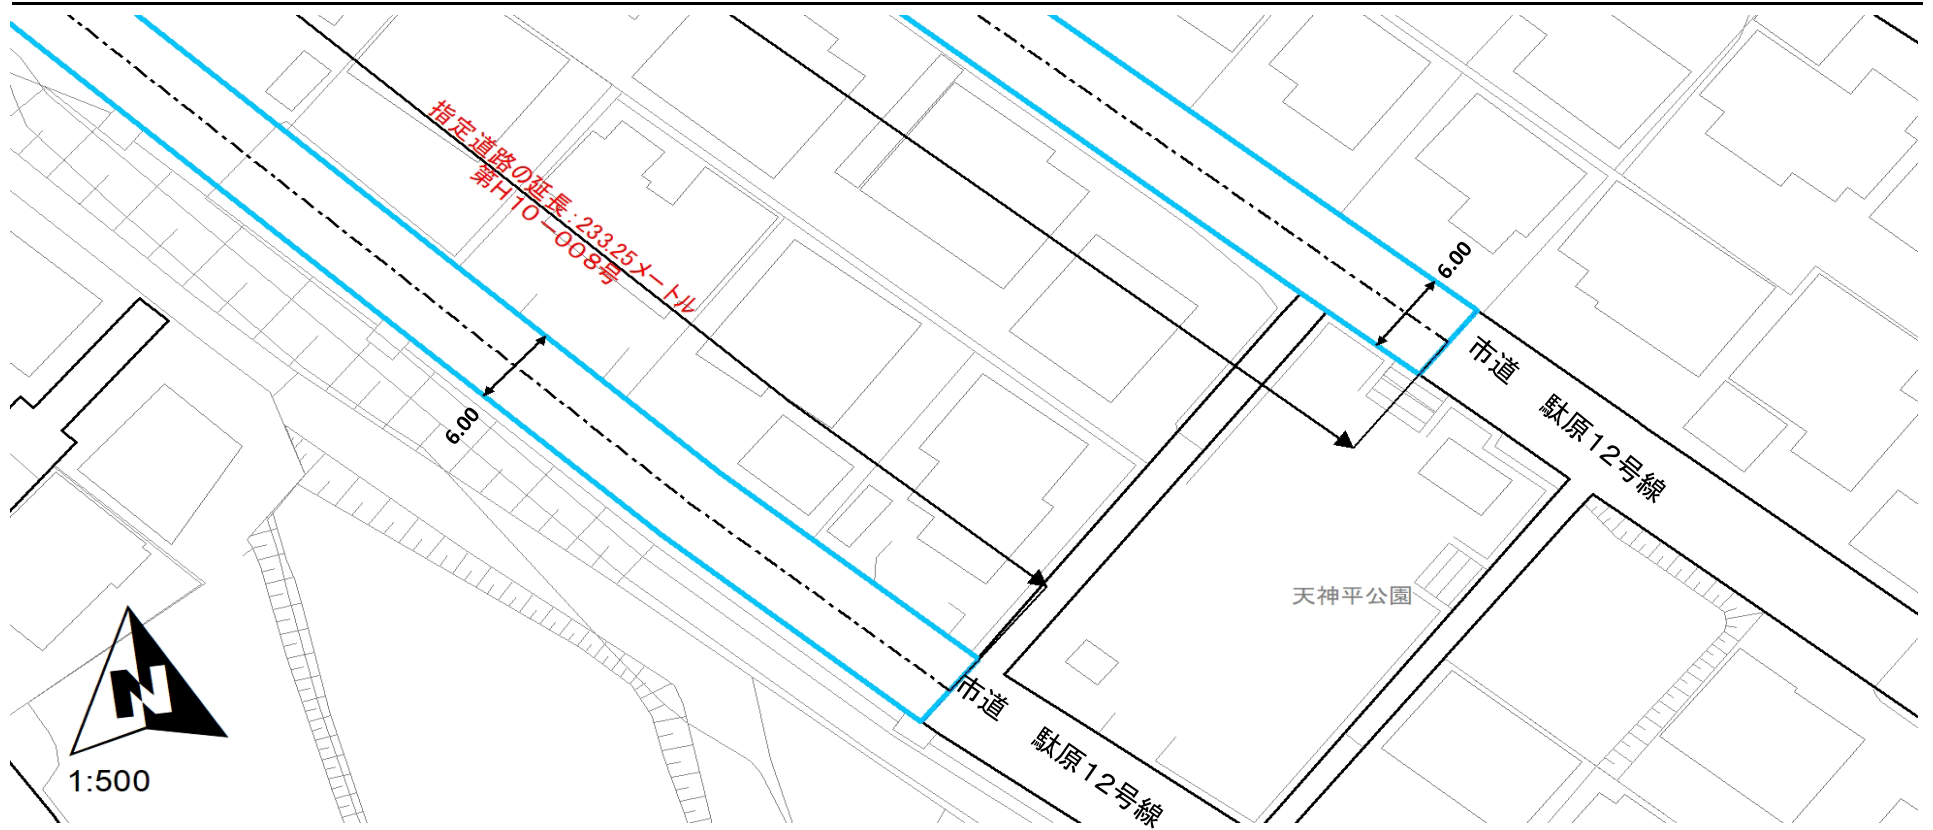 指定道路の延長:233.25メートル
第H10-008号
6.00
市道　駄原12号線
6.00
天神平公園
市道　駄原12号線
N
1:500